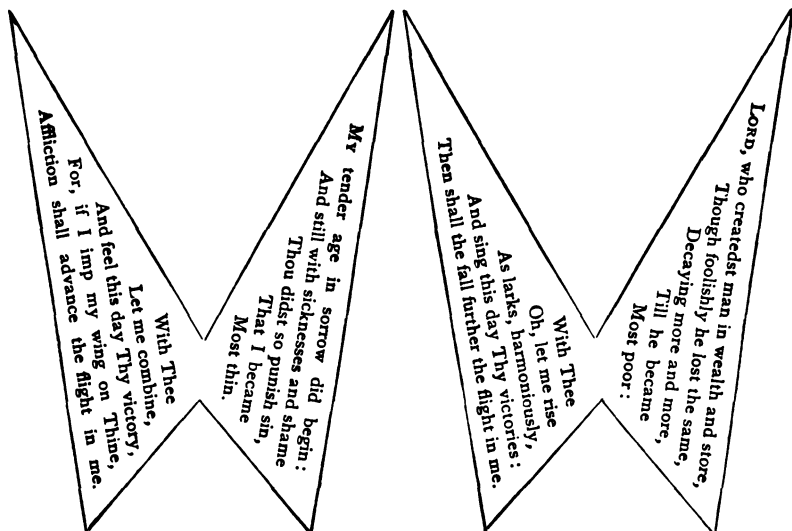 LORD, who createdst man in wealth and store,
Though foolishly he lost the same,
Decaying more and more,
Till he became
Most poor:
With Thee
Oh, let me rise
As larks, harmoniously,
And sing this day Thy victories:
Then shall the fall further the flight in me.
MY tender age in sorrow did begin:
And still with sicknesses and shame
Thou didst so punish sin,
That I became
Most thin.
With Thee
Let me combine,
And feel this day Thy victory,
For, if I imp my wing on Thine,
Affliction shall advance the flight in me.